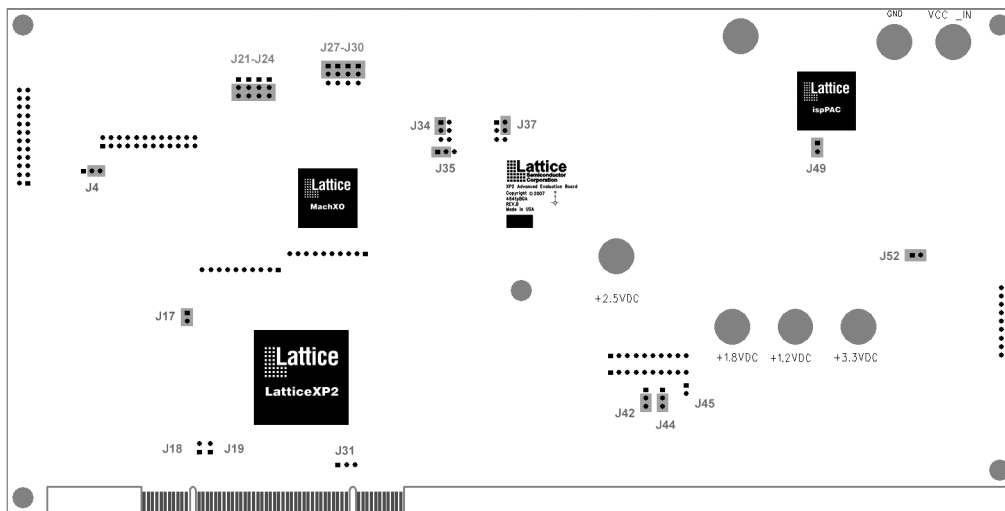 GND
VCC _IN
J27-J30
J21-J24
Lattice
ispPAC
J34
J37
J35
J49
J4
Lattice
MachXO
Lattice
Semiconductor
Corporation
XP2 Advanced Evaluation Board
Copyright © 2007
484fpBGA
REV.B
Made in USA
N
J52
+2.5VDC
J17
+1.8VDC
+1.2VDC
+3.3VDC
Lattice
LatticeXP2
J45
J42
J44
J18
J19
J31